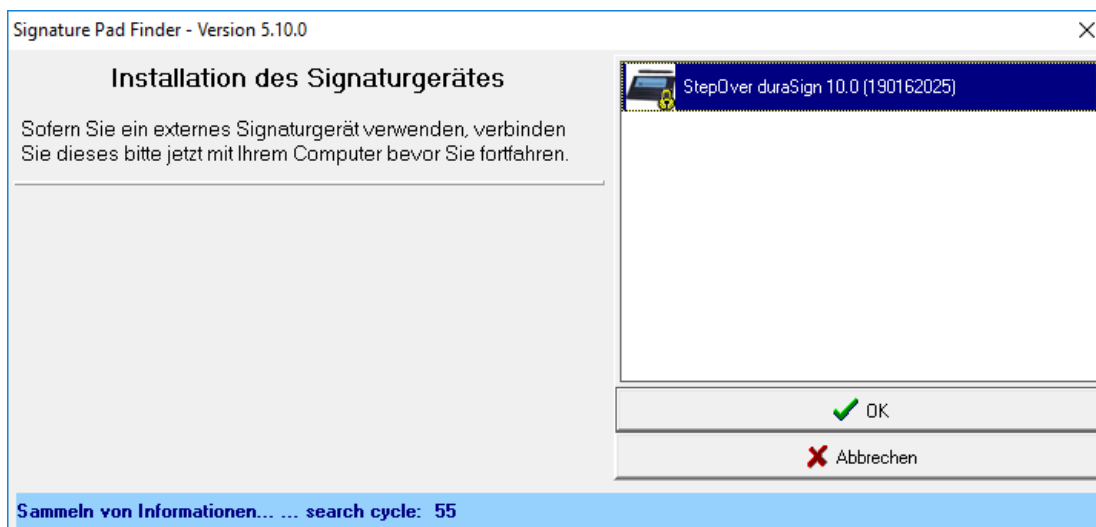 Signature Pad Finder - Version 5.10.0
Installation des Signaturgerätes
Sofern Sie ein externes Signaturgerät verwenden, verbinden
Sie dieses bitte jetzt mit Ihrem Computer bevor Sie fortfahren.
StepOver duraSign 10.0 (190162025)
OK
Abbrechen
Sammeln von Informationen... ... search cycle: 55